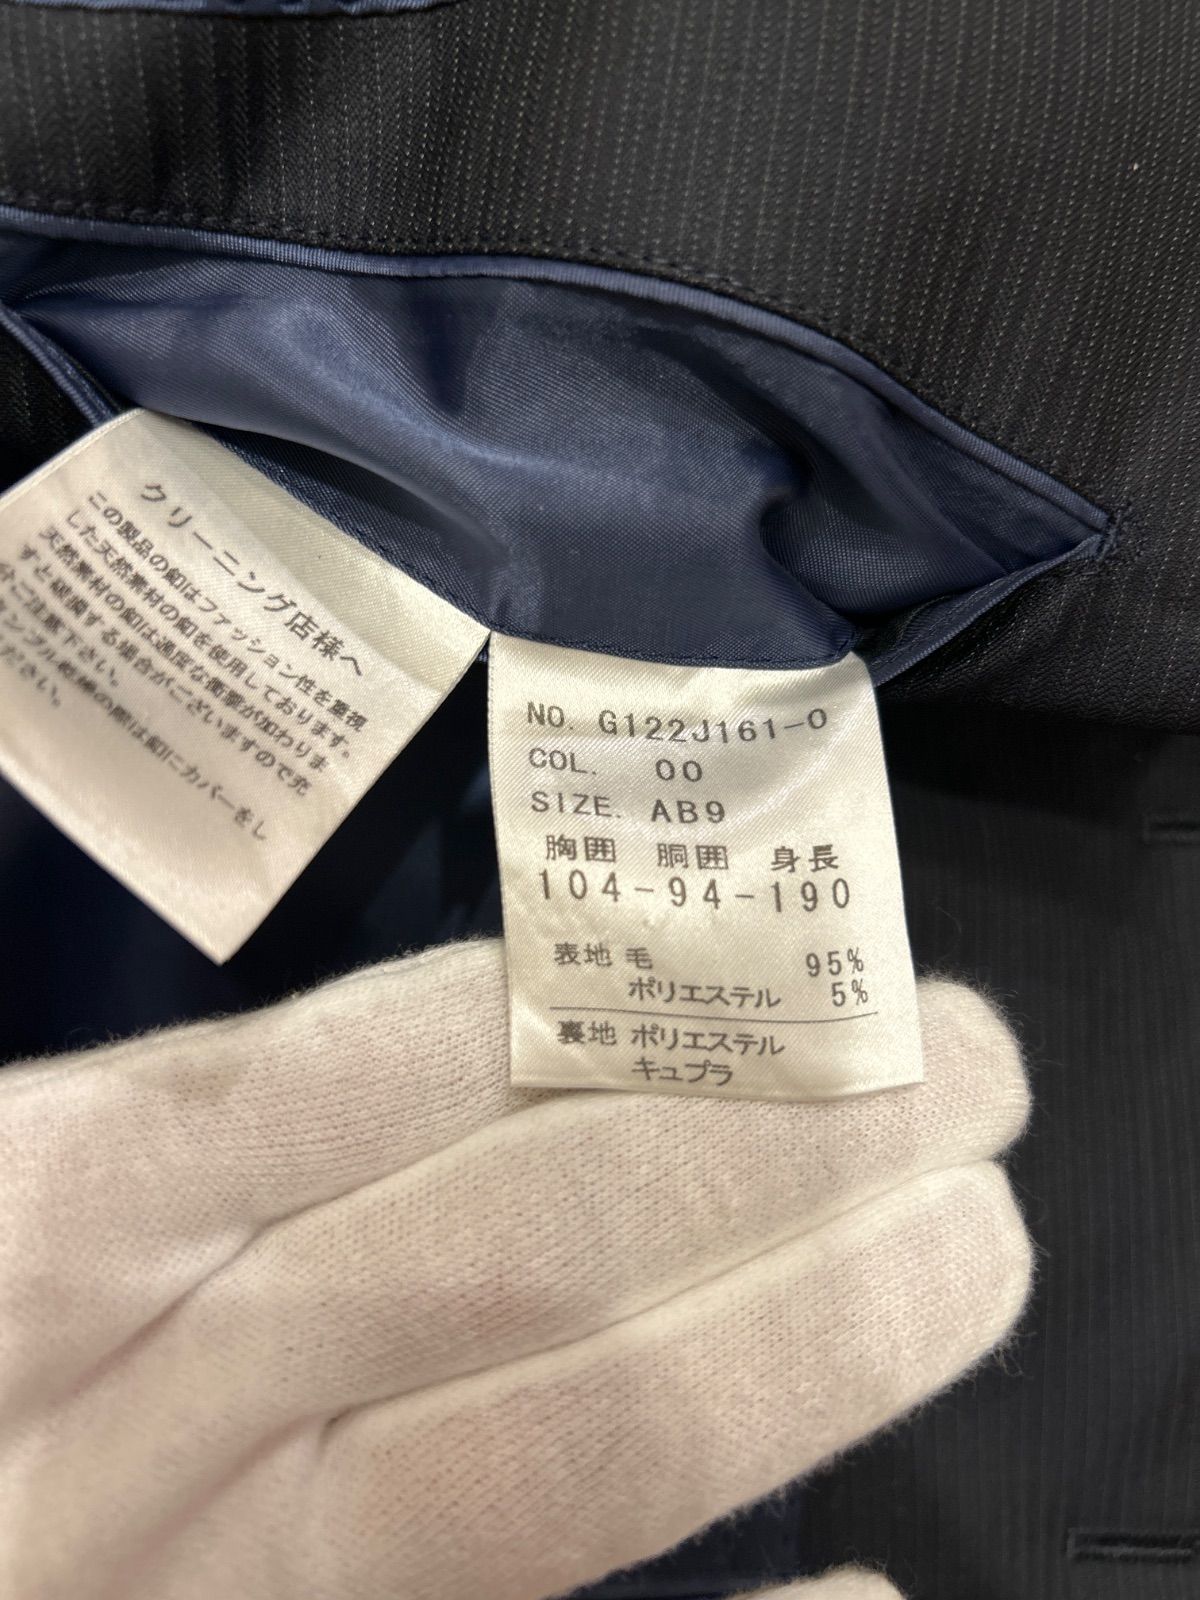 クリーニング店様へ
この製品の釦はファッション性を重視
した天然素材の釦を使用しております。
天然素材の釦は過度な衝撃が加わりま
すと破損する場合がございますので充
分ご注意下さい。
タンブル乾燥の際は釦にカバーをし
ださい。
NO. G122J161-0
COL. 00
SIZE. AB9
胸囲 胴囲 身長
104-94-190
表地 毛 95%
ポリエステル 5%
裏地 ポリエステル
キュプラ